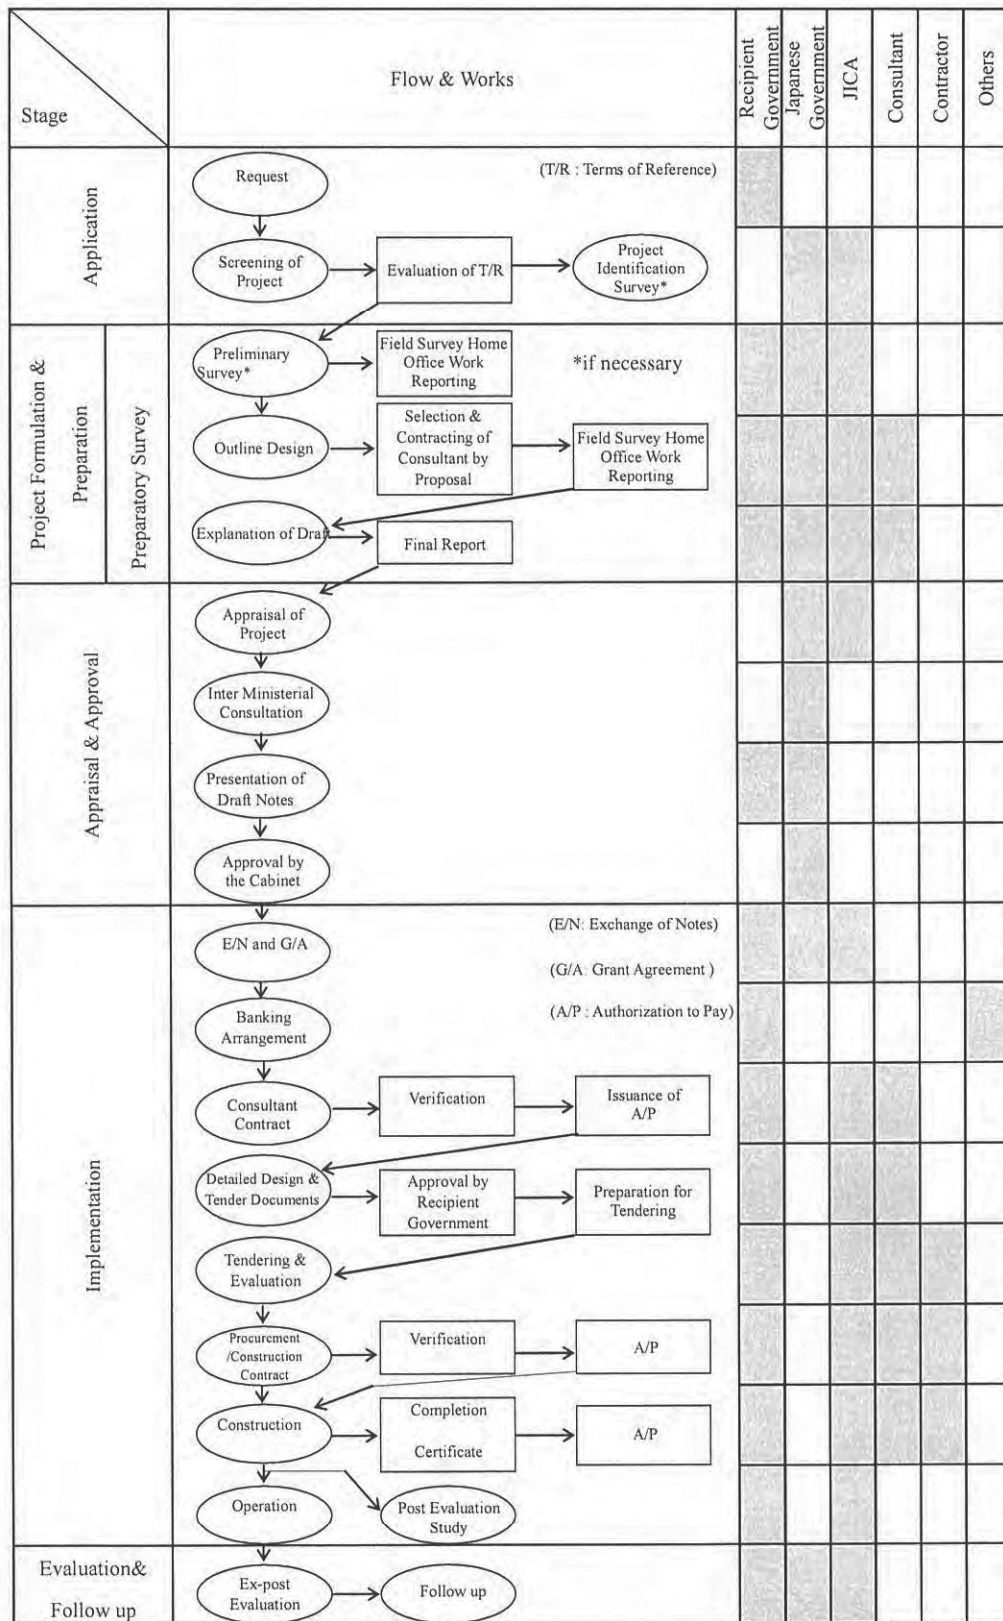 Stage
Flow & Works
Recipient
Government
Japanese
Government
JICA
Consultant
Contractor
Others
Application
Request
(T/R : Terms of Reference)
Screening of
Project
Evaluation of T/R
Project
Identification
Survey*
Project Formulation &
Preparation
Preparatory Survey
Preliminary
Survey*
Field Survey Home
Office Work
Reporting
*if necessary
Outline Design
Selection &
Contracting of
Consultant by
Proposal
Field Survey Home
Office Work
Reporting
Explanation of Draft
Final Report
Appraisal & Approval
Appraisal of
Project
Inter Ministerial
Consultation
Presentation of
Draft Notes
Approval by
the Cabinet
Implementation
E/N and G/A
(E/N: Exchange of Notes)
(G/A: Grant Agreement )
(A/P : Authorization to Pay)
Banking
Arrangement
Consultant
Contract
Verification
Issuance of
A/P
Detailed Design &
Tender Documents
Approval by
Recipient
Government
Preparation for
Tendering
Tendering &
Evaluation
Procurement
/Construction
Contract
Verification
A/P
Construction
Completion
Certificate
A/P
Operation
Post Evaluation
Study
Evaluation&
Follow up
Ex-post
Evaluation
Follow up